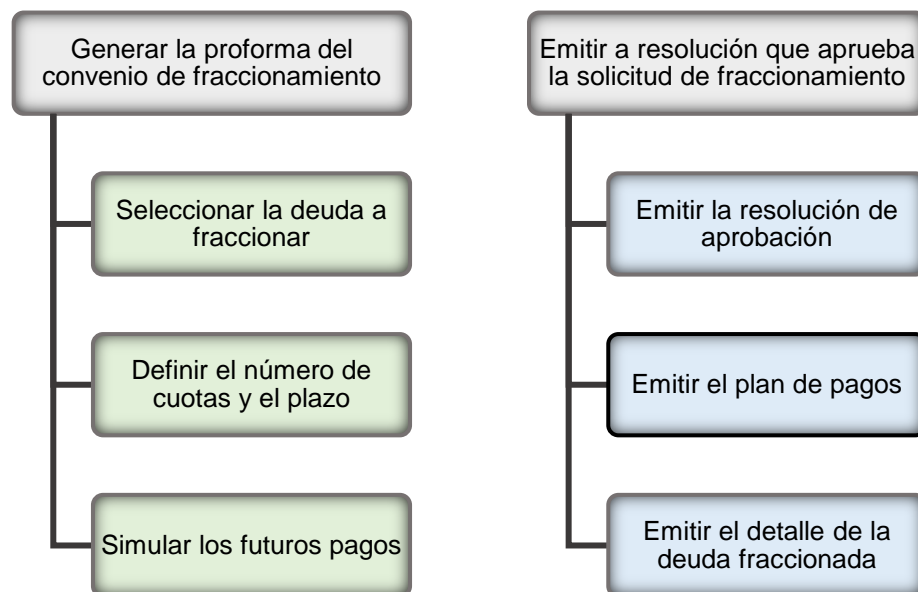 Generar la proforma del
convenio de fraccionamiento
Seleccionar la deuda a
fraccionar
Definir el número de
cuotas y el plazo
Simular los futuros pagos
Emitir a resolución que aprueba
la solicitud de fraccionamiento
Emitir la resolución de
aprobación
Emitir el plan de pagos
Emitir el detalle de la
deuda fraccionada